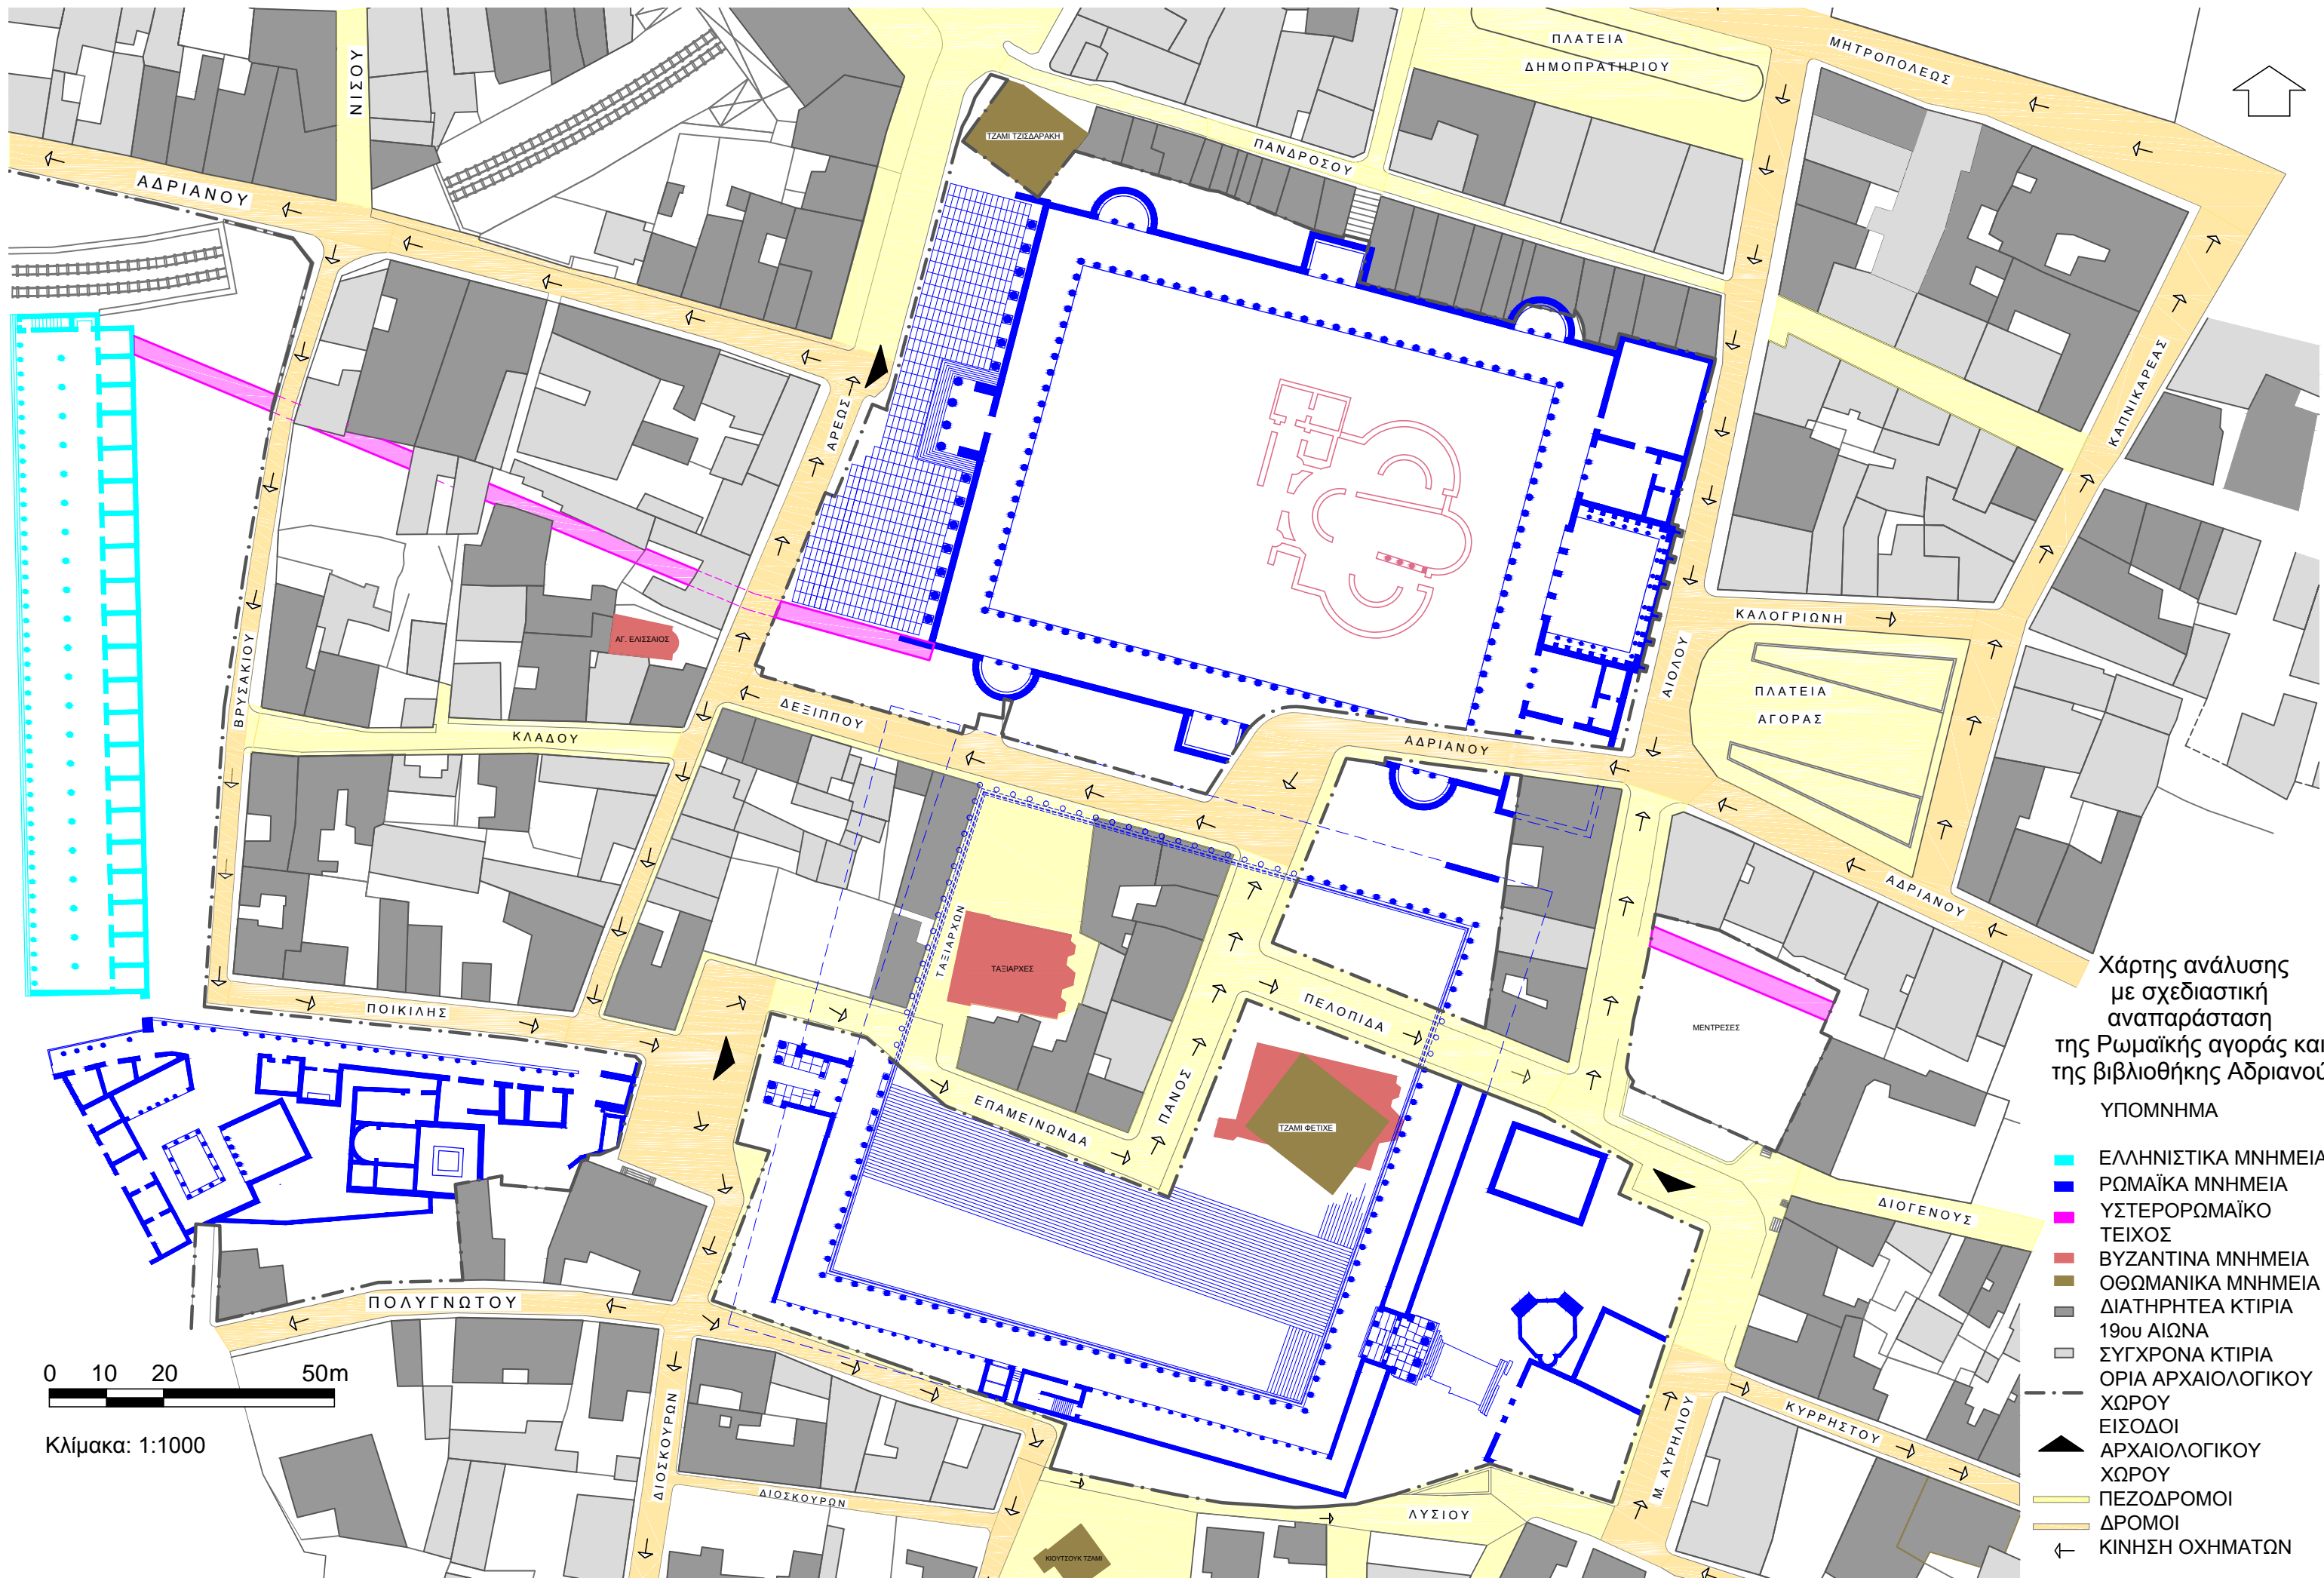 ΠΛΑΤΕΙΑ
ΔΗΜΟΠΡΑΤΗΡΙΟΥ
ΜΗΤΡΟΠΟΛΕΩΣ
ΝΙΣΟΥ
ΤΖΑΜΙ ΤΖΙΣΔΑΡΑΚΗ
ΠΑΝΔΡΟΣΟΥ
ΑΔΡΙΑΝΟΥ
ΚΑΠΝΙΚΑΡΕΑΣ
ΑΡΕΩΣ
ΚΑΛΟΓΡΙΩΝΗ
ΑΓ. ΕΛΙΣΣΑΙΟΣ
ΒΡΥΣΑΚΙΟΥ
ΑΙΟΛΟΥ
ΠΛΑΤΕΙΑ
ΑΓΟΡΑΣ
ΔΕΞΙΠΠΟΥ
ΚΛΑΔΟΥ
ΑΔΡΙΑΝΟΥ
ΑΔΡΙΑΝΟΥ
ΤΑΞΙΑΡΧΩΝ
ΤΑΞΙΑΡΧΕΣ
ΠΟΙΚΙΛΗΣ
ΠΕΛΟΠΙΔΑ
ΜΕΝΤΡΕΣΕΣ
ΕΠΑΜΕΙΝΩΝΔΑ
ΠΑΝΟΣ
ΤΖΑΜΙ ΦΕΤΙΧΕ
ΔΙΟΓΕΝΟΥΣ
ΠΟΛΥΓΝΩΤΟΥ
ΔΙΟΣΚΟΥΡΩΝ
ΔΙΟΣΚΟΥΡΩΝ
Μ. ΑΥΡΗΛΙΟΥ
ΚΥΡΡΗΣΤΟΥ
ΛΥΣΙΟΥ
ΚΙΟΥΤΣΟΥΚ ΤΖΑΜΙ
0 10 20 50m
Κλίμακα: 1:1000
Χάρτης ανάλυσης
με σχεδιαστική
αναπαράσταση
της Ρωμαϊκής αγοράς και
της βιβλιοθήκης Αδριανού
ΥΠΟΜΝΗΜΑ
ΕΛΛΗΝΙΣΤΙΚΑ ΜΝΗΜΕΙΑ
ΡΩΜΑΪΚΑ ΜΝΗΜΕΙΑ
ΥΣΤΕΡΟΡΩΜΑΪΚΟ
ΤΕΙΧΟΣ
ΒΥΖΑΝΤΙΝΑ ΜΝΗΜΕΙΑ
ΟΘΩΜΑΝΙΚΑ ΜΝΗΜΕΙΑ
ΔΙΑΤΗΡΗΤΕΑ ΚΤΙΡΙΑ
19ου ΑΙΩΝΑ
ΣΥΓΧΡΟΝΑ ΚΤΙΡΙΑ
ΟΡΙΑ ΑΡΧΑΙΟΛΟΓΙΚΟΥ
ΧΩΡΟΥ
ΕΙΣΟΔΟΙ
ΑΡΧΑΙΟΛΟΓΙΚΟΥ
ΧΩΡΟΥ
ΠΕΖΟΔΡΟΜΟΙ
ΔΡΟΜΟΙ
ΚΙΝΗΣΗ ΟΧΗΜΑΤΩΝ